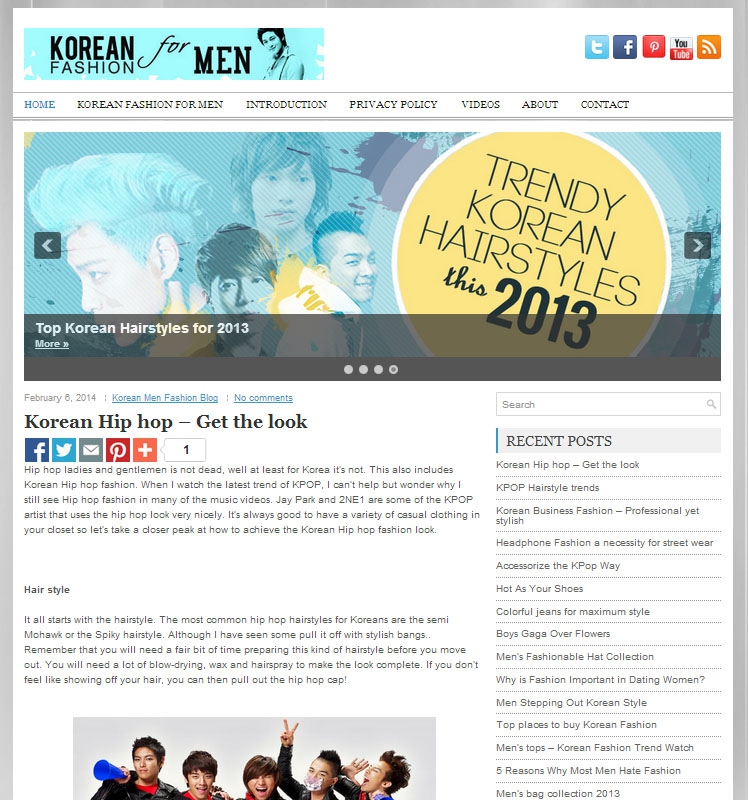 KOREAN for MEN
FASHION
You
Tube
HOME KOREAN FASHION FOR MEN INTRODUCTION PRIVACY POLICY VIDEOS ABOUT CONTACT
TRENDY
KOREAN
HAIRSTYLES
this 2013
Top Korean Hairstyles for 2013
More »
February 6, 2014 Korean Men Fashion Blog No comments
Korean Hip hop – Get the look
1
Hip hop ladies and gentlemen is not dead, well at least for Korea it's not. This also includes
Korean Hip hop fashion. When I watch the latest trend of KPOP, I can't help but wonder why I
still see Hip hop fashion in many of the music videos. Jay Park and 2NE1 are some of the KPOP
artist that uses the hip hop look very nicely. It's always good to have a variety of casual clothing in
your closet so let's take a closer peak at how to achieve the Korean Hip hop fashion look.
Hair style
It all starts with the hairstyle. The most common hip hop hairstyles for Koreans are the semi
Mohawk or the Spiky hairstyle. Although I have seen some pull it off with stylish bangs..
Remember that you will need a fair bit of time preparing this kind of hairstyle before you move
out. You will need a lot of blow-drying, wax and hairspray to make the look complete. If you don't
feel like showing off your hair, you can then pull out the hip hop cap!
Search
RECENT POSTS
Korean Hip hop – Get the look
KPOP Hairstyle trends
Korean Business Fashion – Professional yet
stylish
Headphone Fashion a necessity for street wear
Accessorize the KPop Way
Hot As Your Shoes
Colorful jeans for maximum style
Boys Gaga Over Flowers
Men's Fashionable Hat Collection
Why is Fashion Important in Dating Women?
Men Stepping Out Korean Style
Top places to buy Korean Fashion
Men's tops – Korean Fashion Trend Watch
5 Reasons Why Most Men Hate Fashion
Men's bag collection 2013